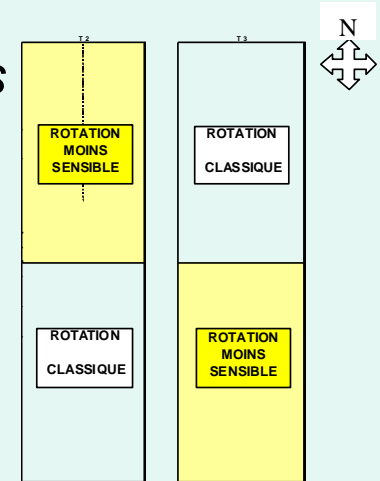 s
T 2
T 3
N
ROTATION
MOINS
SENSIBLE
ROTATION
CLASSIQUE
ROTATION
CLASSIQUE
ROTATION
MOINS
SENSIBLE